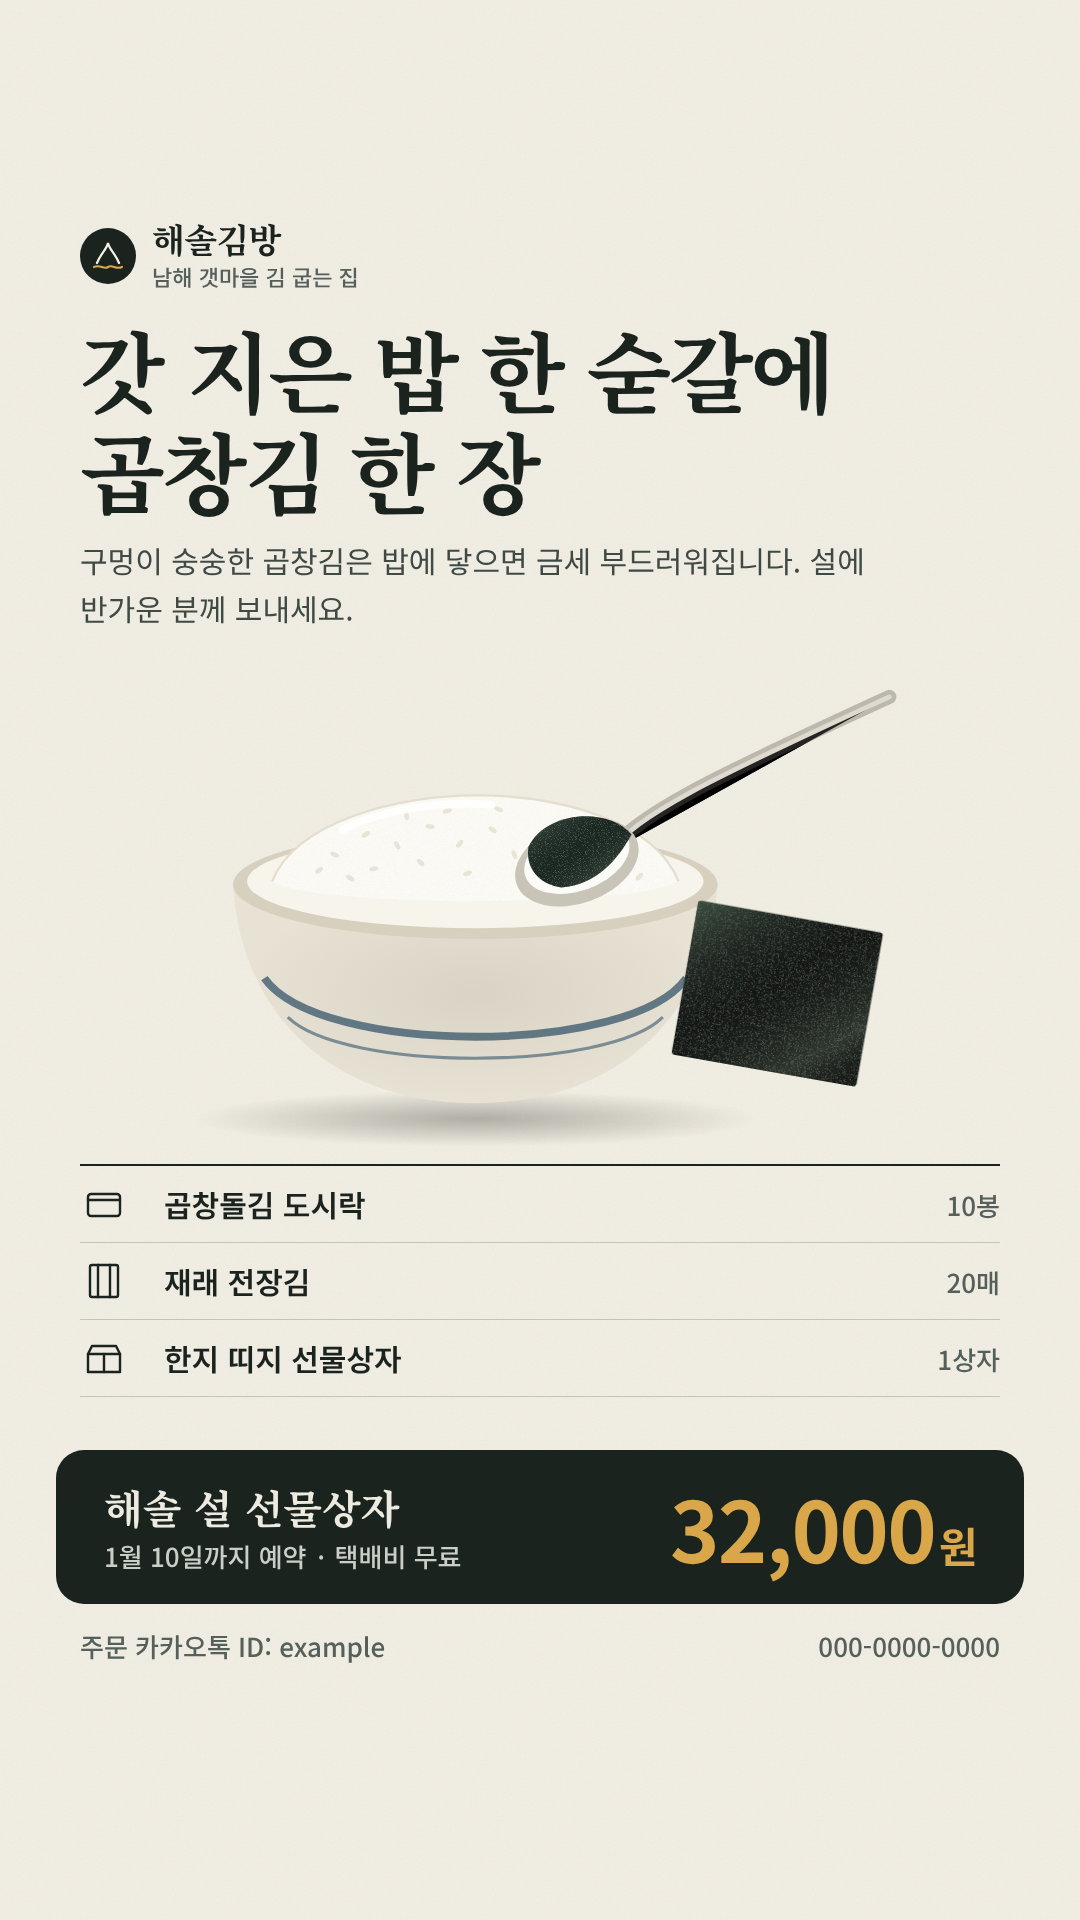 해솔김방
남해 갯마을 김 굽는 집
갓 지은 밥 한 숟갈에
곱창김 한 장
구멍이 숭숭한 곱창김은 밥에 닿으면 금세 부드러워집니다. 설에
반가운 분께 보내세요.
곱창돌김 도시락 10봉
재래 전장김 20매
한지 띠지 선물상자 1상자
해솔 설 선물상자
1월 10일까지 예약 · 택배비 무료
32,000원
주문 카카오톡 ID: example 000-0000-0000